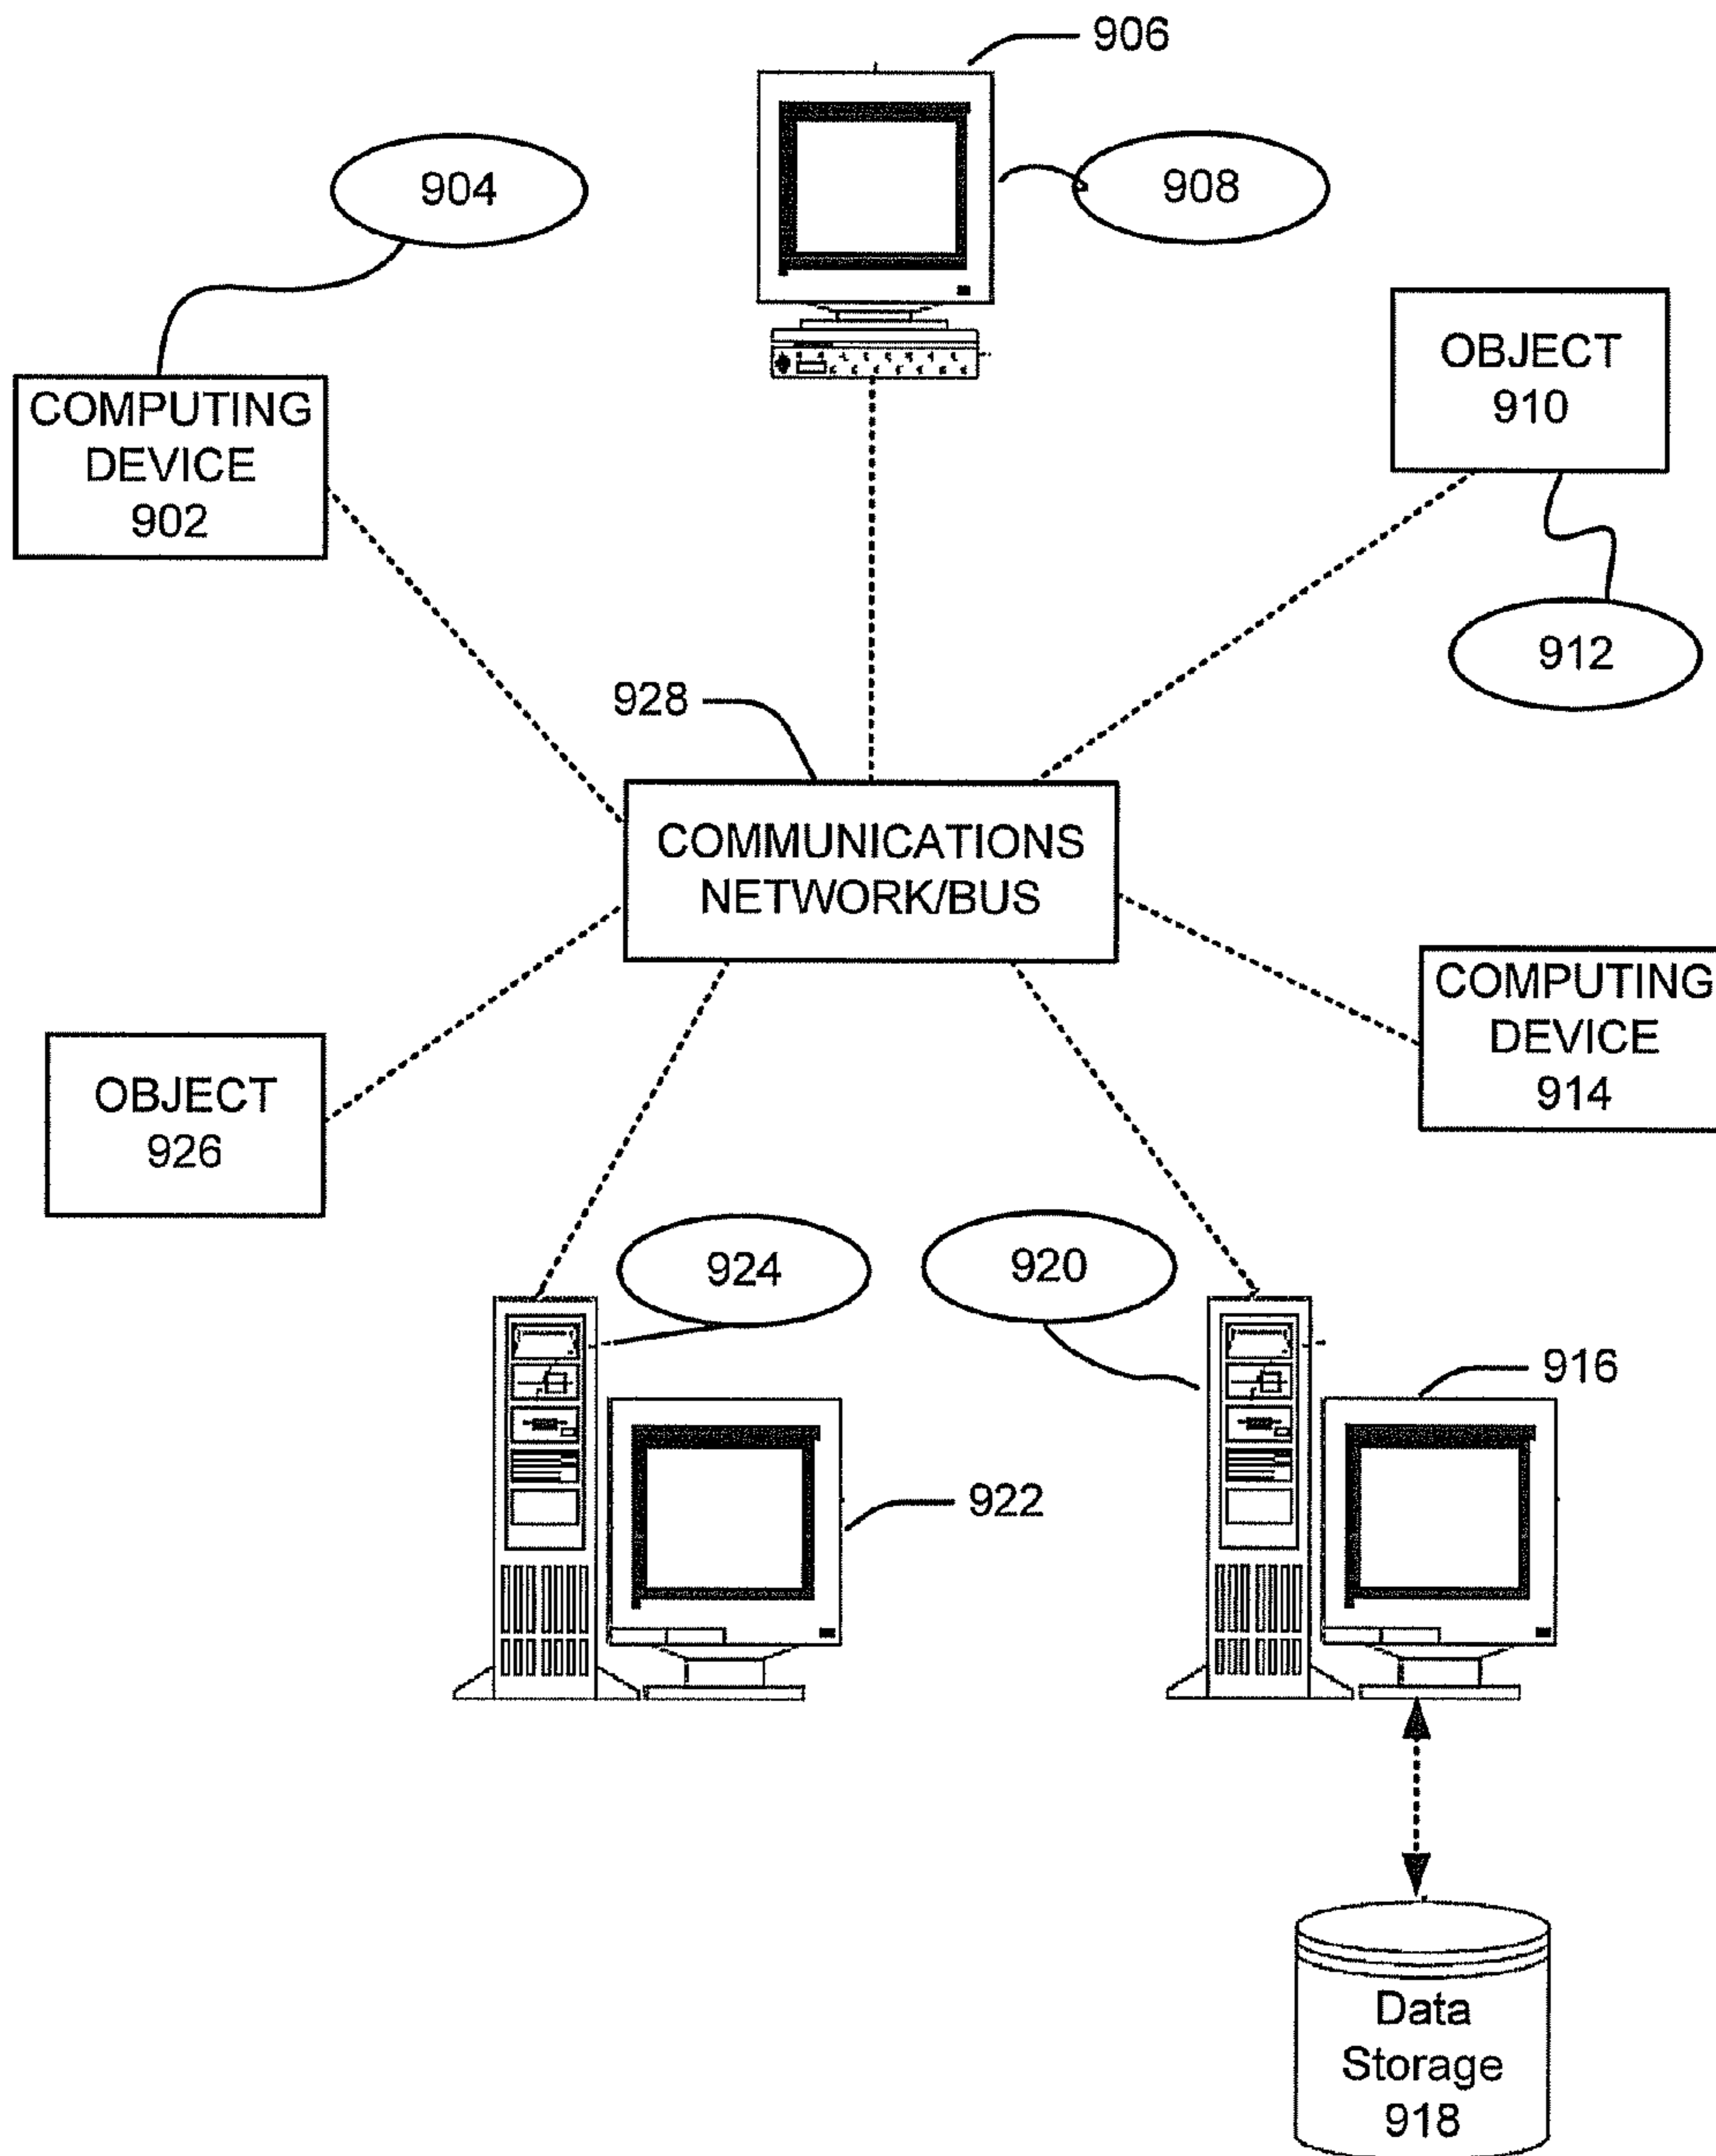 906
904
908
OBJECT
910
COMPUTING
DEVICE
902
912
928
COMMUNICATIONS
NETWORK/BUS
COMPUTING
DEVICE
914
OBJECT
926
924
920
916
922
Data
Storage
918